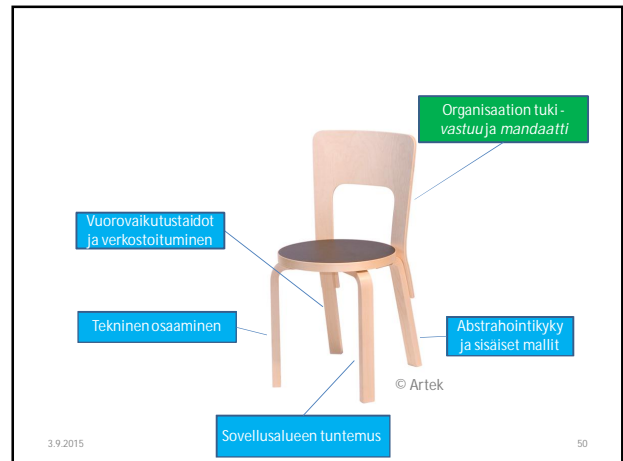 Organisaation tuki -
vastuu ja mandaatti
Vuorovaikutustaidot
ja verkostoituminen
Tekninen osaaminen
Abstrahointikyky
ja sisäiset mallit
© Artek
Sovellusalueen tuntemus
3.9.2015
50